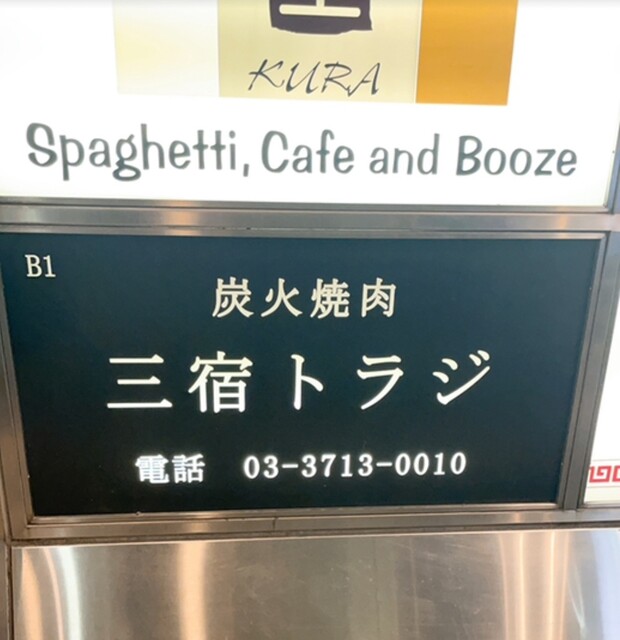 KURA
Spaghetti, Cafe and Booze
B1
炭火焼肉
三宿トラジ
電話 03-3713-0010